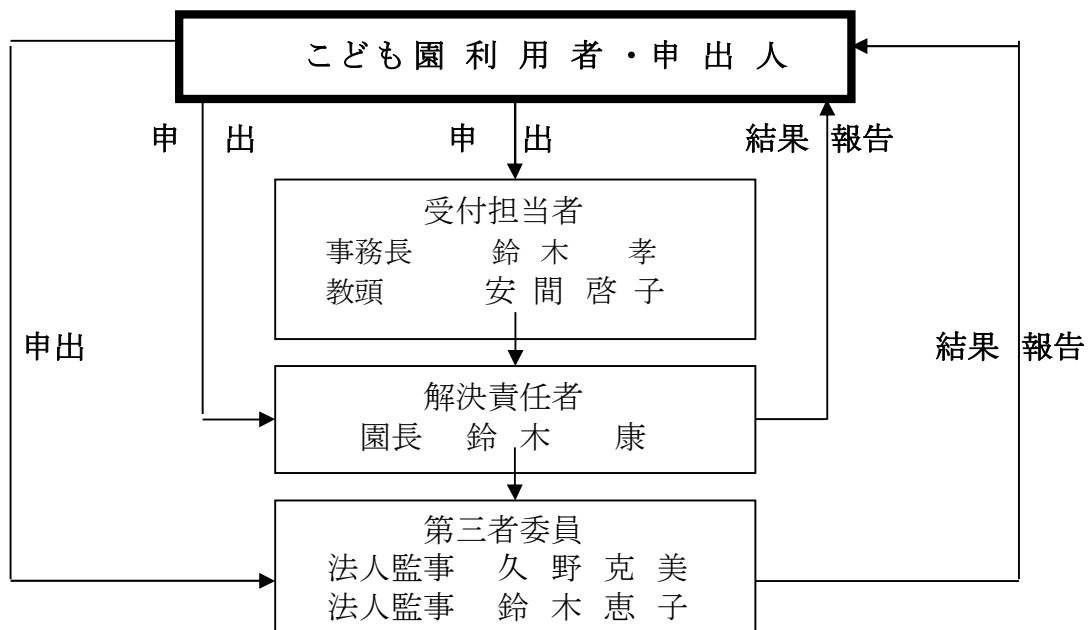 こども園 利 用 者 ・申 出 人
申 出
申 出
結果 報告
受付担当者
事務長 鈴 木 孝
教頭 安 間 啓 子
申出
結果 報告
解決責任者
園長 鈴 木 康
第三者委員
法人監事 久 野 克 美
法人監事 鈴 木 恵 子